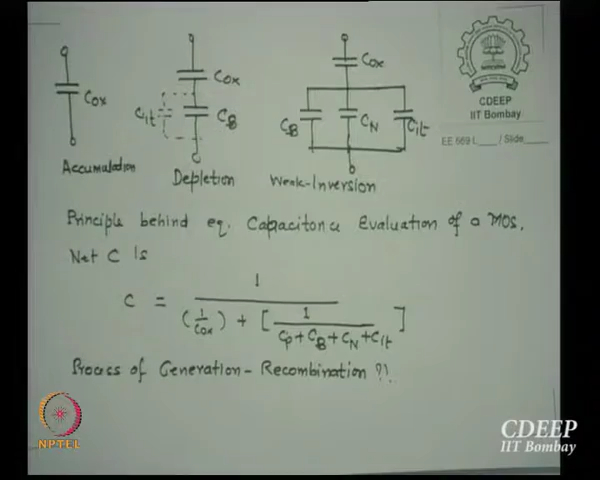 Cox
Accumulation
Cox
Cit
CB
Depletion
Cox
CB
CN
Cit
Weak-Inversion
CDEEP
IIT Bombay
EE 669 L____/ Slide____
Principle behind eq. Capacitance Evaluation of a MOS.
Net C Is
C = 1 / (1/Cox) + [1 / Cp + CB + CN + Cit]
Process of Generation - Recombination ??.
NPTEL
CDEEP
IIT Bombay